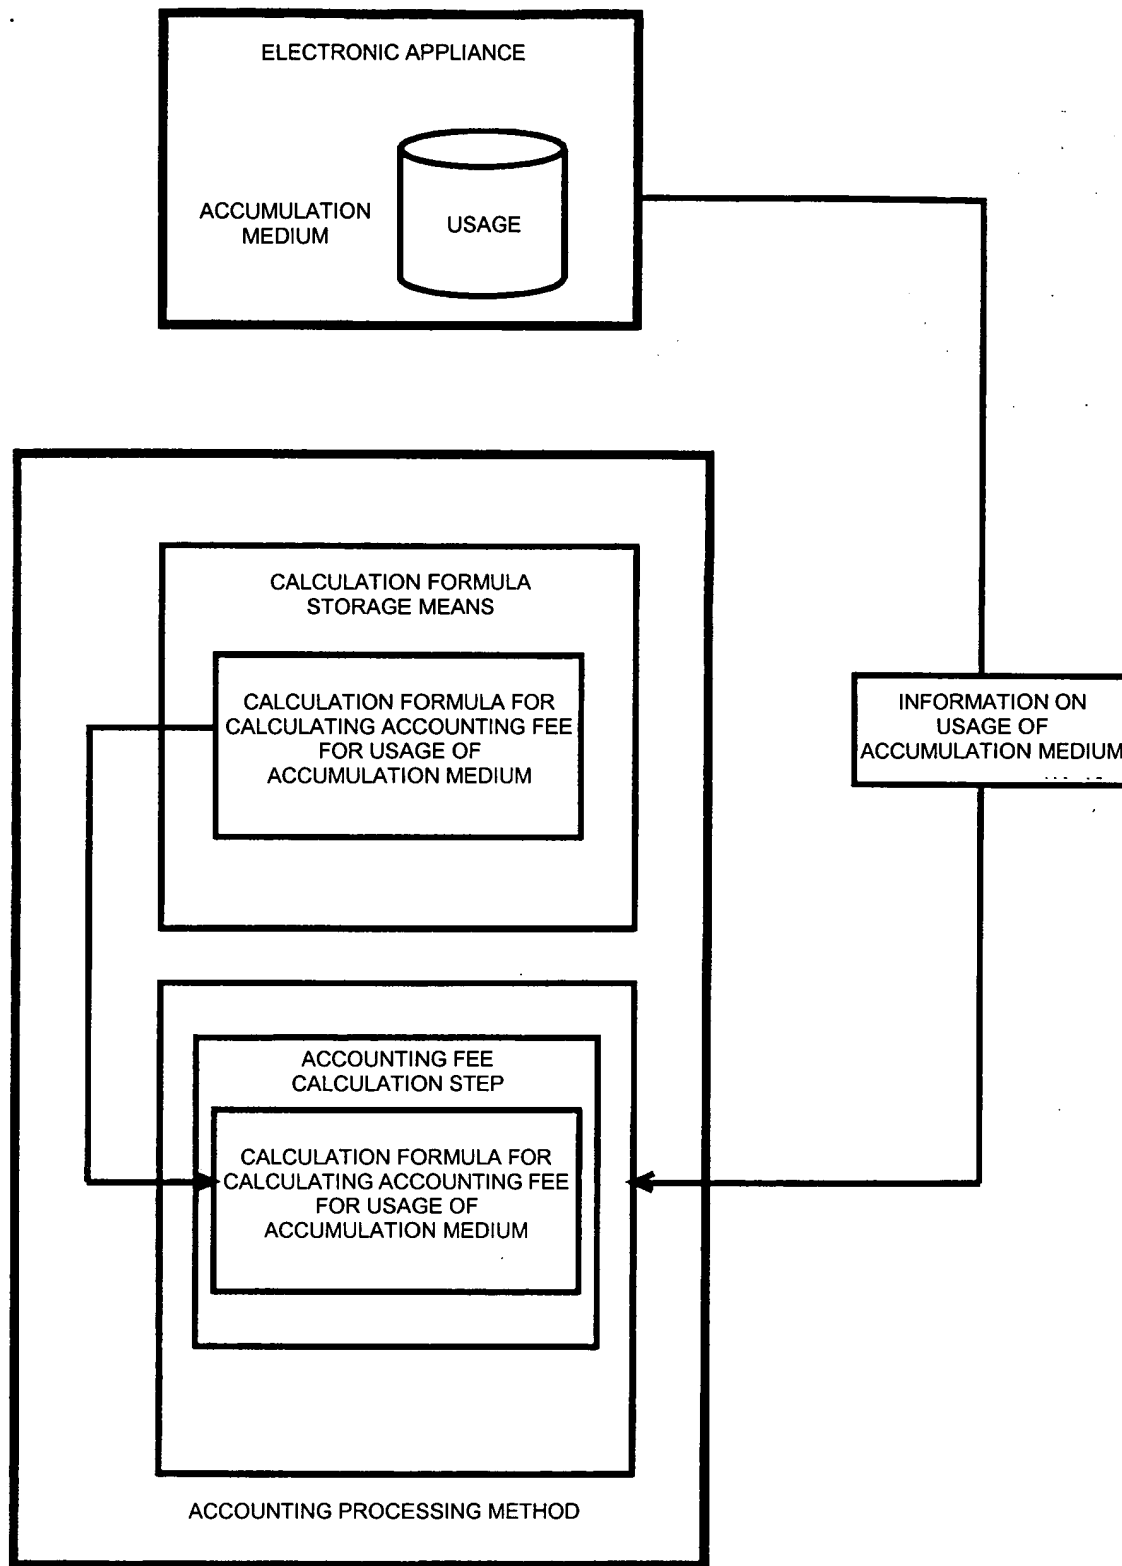 ELECTRONIC APPLIANCE
ACCUMULATION
MEDIUM
USAGE
CALCULATION FORMULA
STORAGE MEANS
CALCULATION FORMULA FOR
CALCULATING ACCOUNTING FEE
FOR USAGE OF
ACCUMULATION MEDIUM
INFORMATION ON
USAGE OF
ACCUMULATION MEDIUM
ACCOUNTING FEE
CALCULATION STEP
CALCULATION FORMULA FOR
CALCULATING ACCOUNTING FEE
FOR USAGE OF
ACCUMULATION MEDIUM
ACCOUNTING PROCESSING METHOD